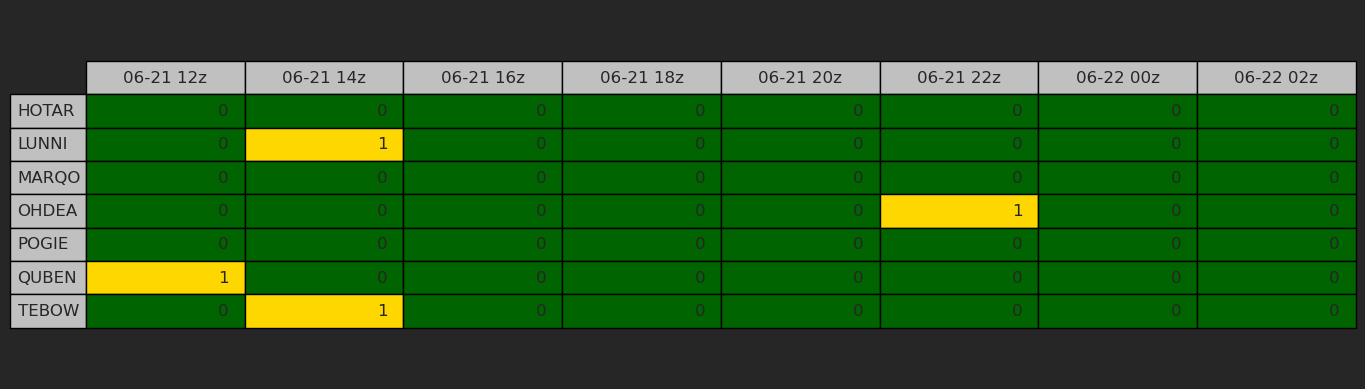 06-21 12z 06-21 14z 06-21 16z 06-21 18z 06-21 20z 06-21 22z 06-22 00z 06-22 02z
HOTAR 0 0 0 0 0 0 0 0
LUNNI 0 1 0 0 0 0 0 0
MARQO 0 0 0 0 0 0 0 0
OHDEA 0 0 0 0 0 1 0 0
POGIE 0 0 0 0 0 0 0 0
QUBEN 1 0 0 0 0 0 0 0
TEBOW 0 1 0 0 0 0 0 0